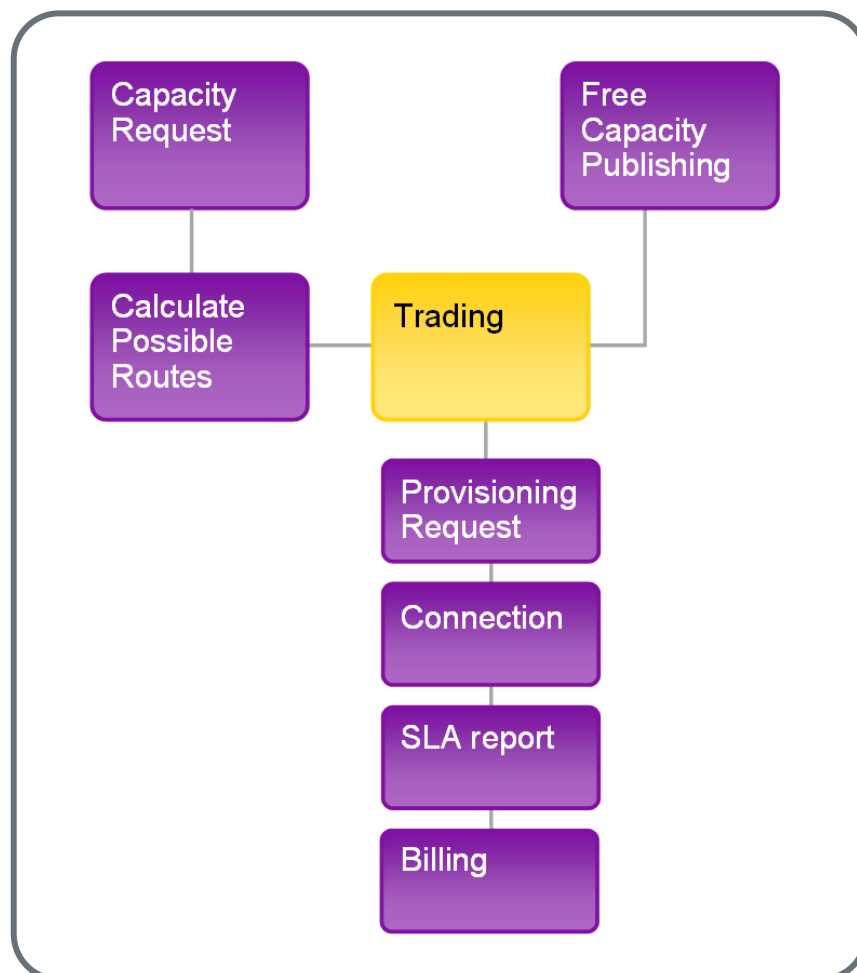 Capacity
Request
Free
Capacity
Publishing
Calculate
Possible
Routes
Trading
Provisioning
Request
Connection
SLA report
Billing